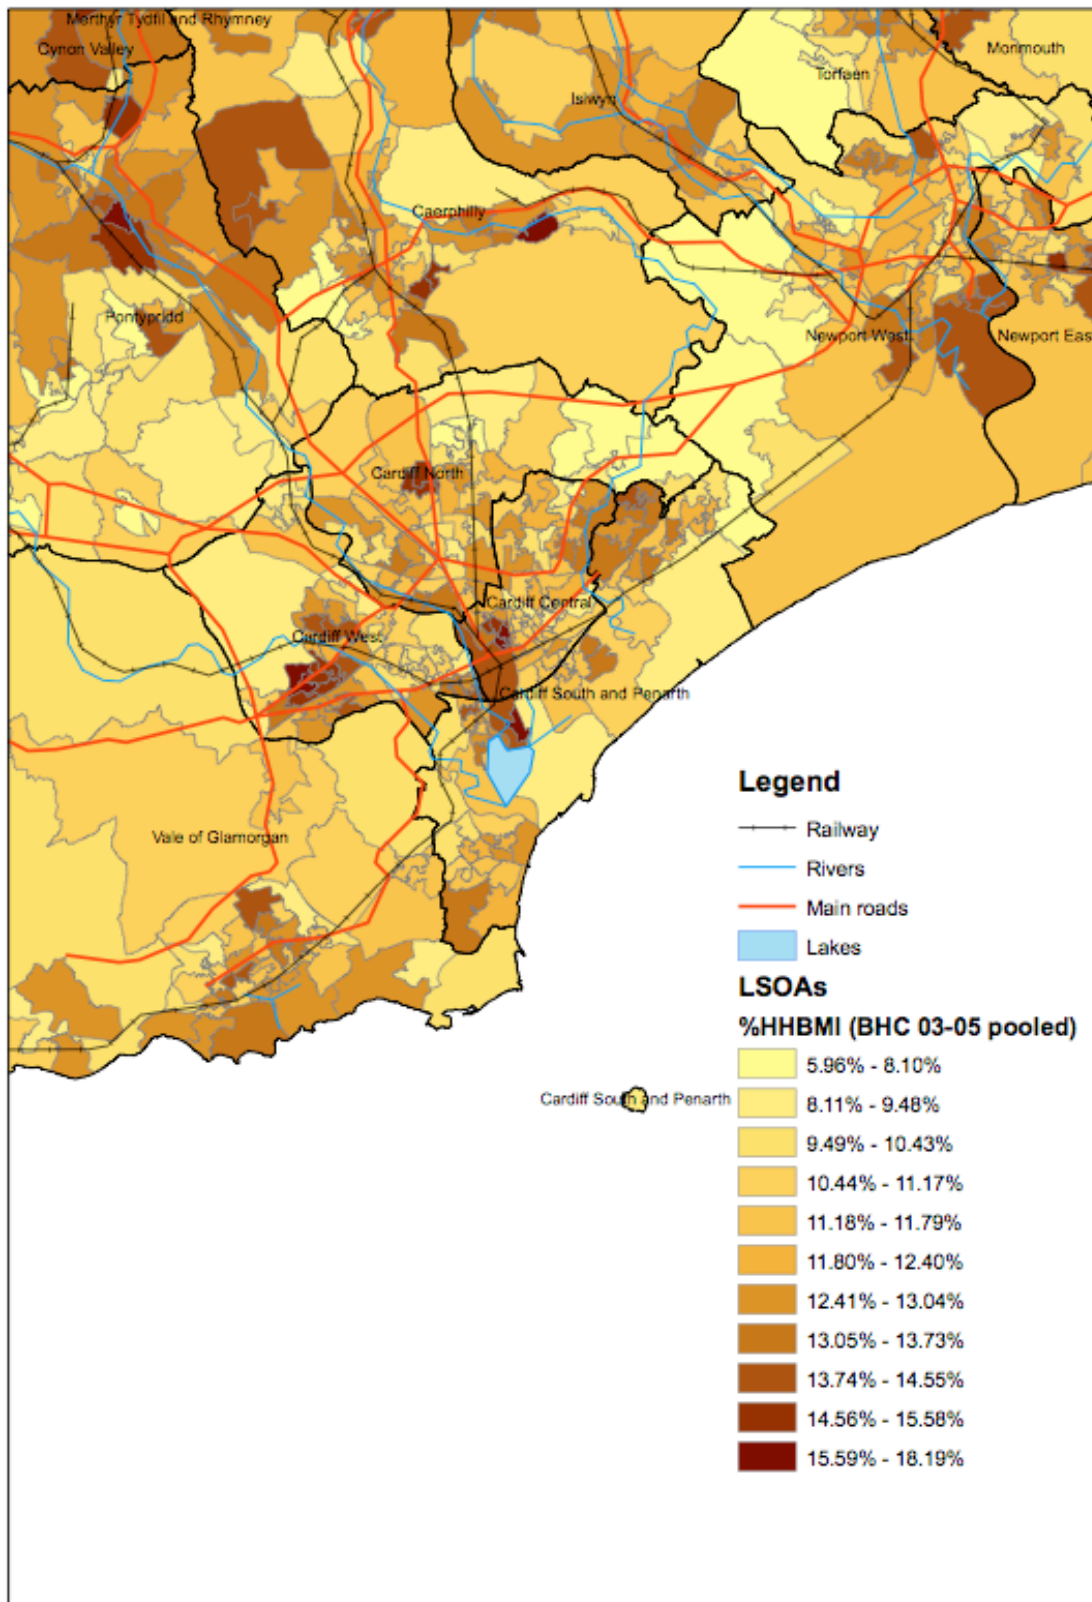 Merthyr Tydfil and Rhymney
Cynon Valley
Monmouth
Torfaen
Islwyn
Caerphilly
Pontypridd
Newport West
Newport East
Cardiff North
Cardiff Central
Cardiff West
Cardiff South and Penarth
Vale of Glamorgan
Cardiff South and Penarth
Legend
Railway
Rivers
Main roads
Lakes
LSOAs
%HHBMI (BHC 03-05 pooled)
5.96% - 8.10%
8.11% - 9.48%
9.49% - 10.43%
10.44% - 11.17%
11.18% - 11.79%
11.80% - 12.40%
12.41% - 13.04%
13.05% - 13.73%
13.74% - 14.55%
14.56% - 15.58%
15.59% - 18.19%